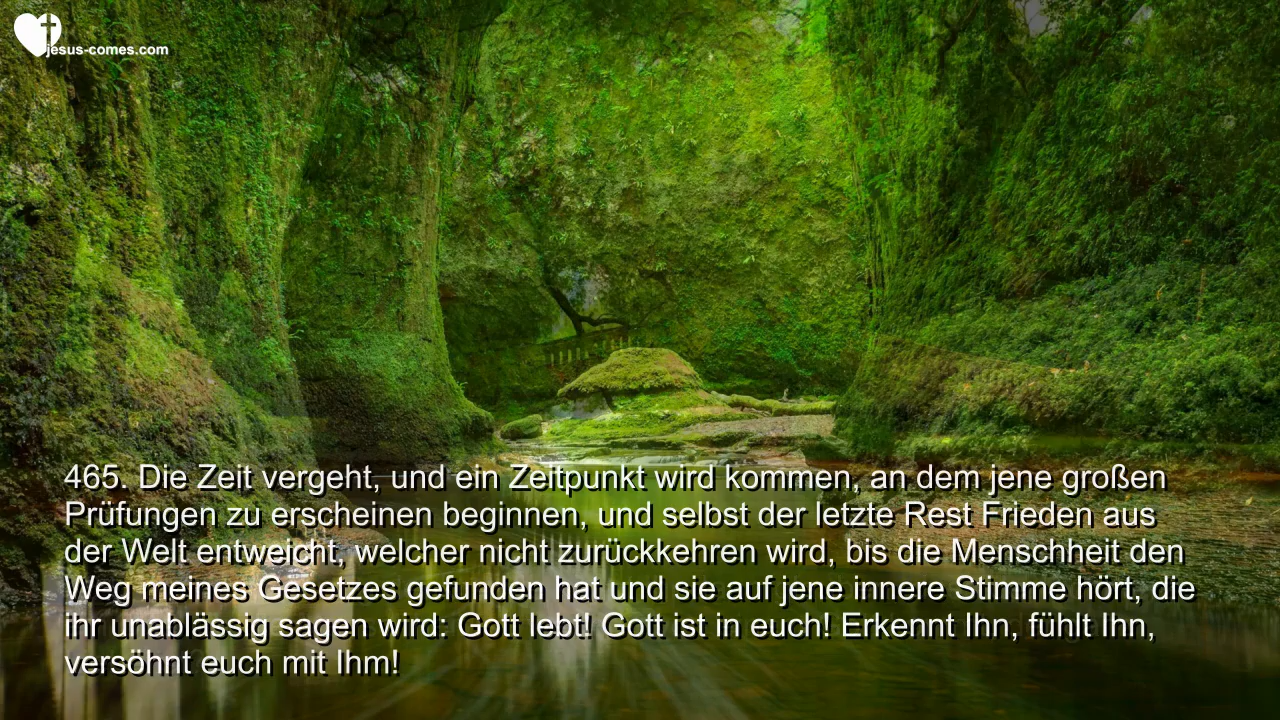 jesus-comes.com
465. Die Zeit vergeht, und ein Zeitpunkt wird kommen, an dem jene großen
Prüfungen zu erscheinen beginnen, und selbst der letzte Rest Frieden aus
der Welt entweicht, welcher nicht zurückkehren wird, bis die Menschheit den
Weg meines Gesetzes gefunden hat und sie auf jene innere Stimme hört, die
ihr unablässig sagen wird: Gott lebt! Gott ist in euch! Erkennt Ihn, fühlt Ihn,
versöhnt euch mit Ihm!